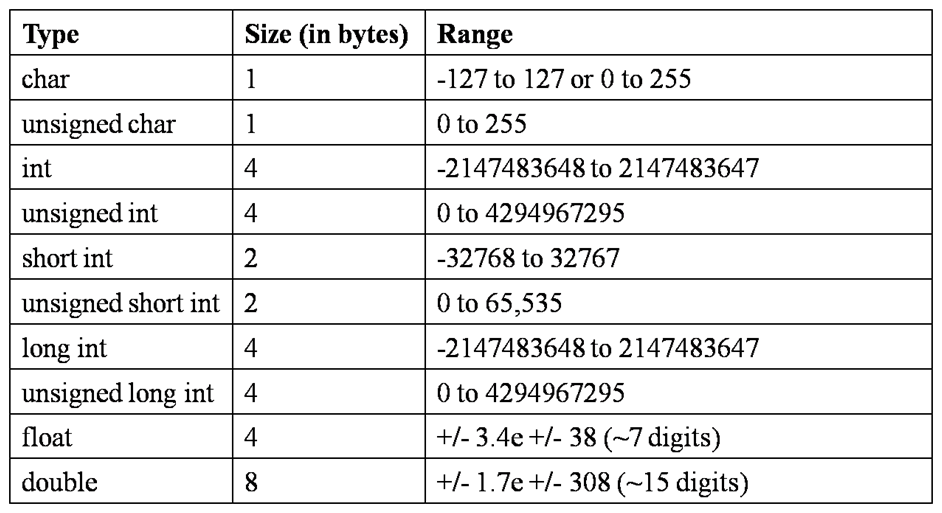 Type Size (in bytes) Range
char 1 -127 to 127 or 0 to 255
unsigned char 1 0 to 255
int 4 -2147483648 to 2147483647
unsigned int 4 0 to 4294967295
short int 2 -32768 to 32767
unsigned short int 2 0 to 65,535
long int 4 -2147483648 to 2147483647
unsigned long int 4 0 to 4294967295
float 4 +/- 3.4e +/- 38 (~7 digits)
double 8 +/- 1.7e +/- 308 (~15 digits)